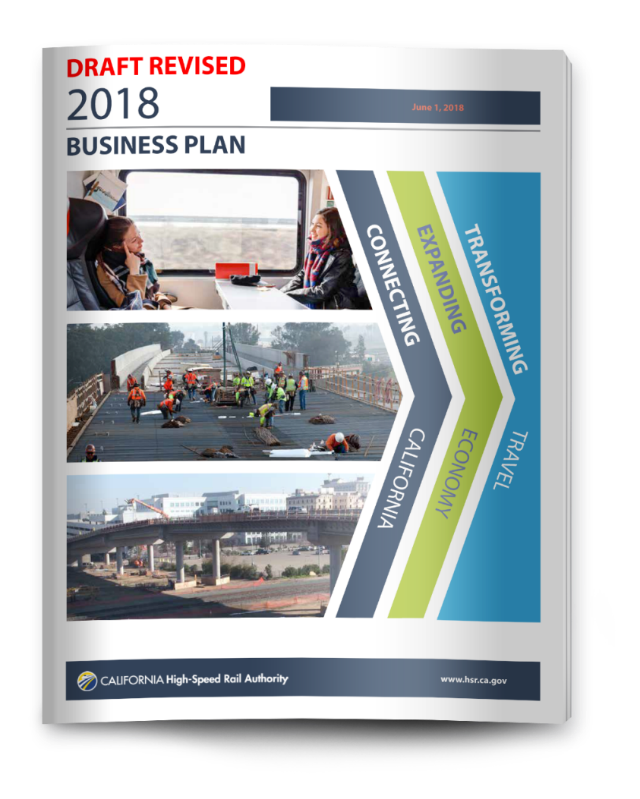 DRAFT REVISED
2018
June 1, 2018
BUSINESS PLAN
CONNECTING CALIFORNIA
EXPANDING ECONOMY
TRANSFORMING TRAVEL
CALIFORNIA High-Speed Rail Authority
www.hsr.ca.gov